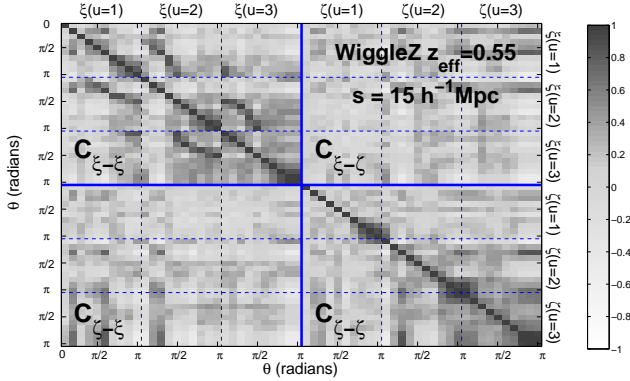 ξ(u=1) ξ(u=2) ξ(u=3) ζ(u=1) ζ(u=2) ζ(u=3)
WiggleZ z_eff=0.55
s = 15 h⁻¹Mpc
C_ξ−ξ C_ξ−ζ
C_ζ−ξ C_ζ−ζ
θ (radians) θ (radians)
0 π/2 π π/2 π π/2 π π/2 π π/2 π π/2 π
ξ(u=1) ξ(u=2) ξ(u=3) ζ(u=1) ζ(u=2) ζ(u=3)
0 π/2 π π/2 π π/2 π π/2 π π/2 π π/2 π
θ (radians)
1
0.8
0.6
0.4
0.2
0
−0.2
−0.4
−0.6
−0.8
−1